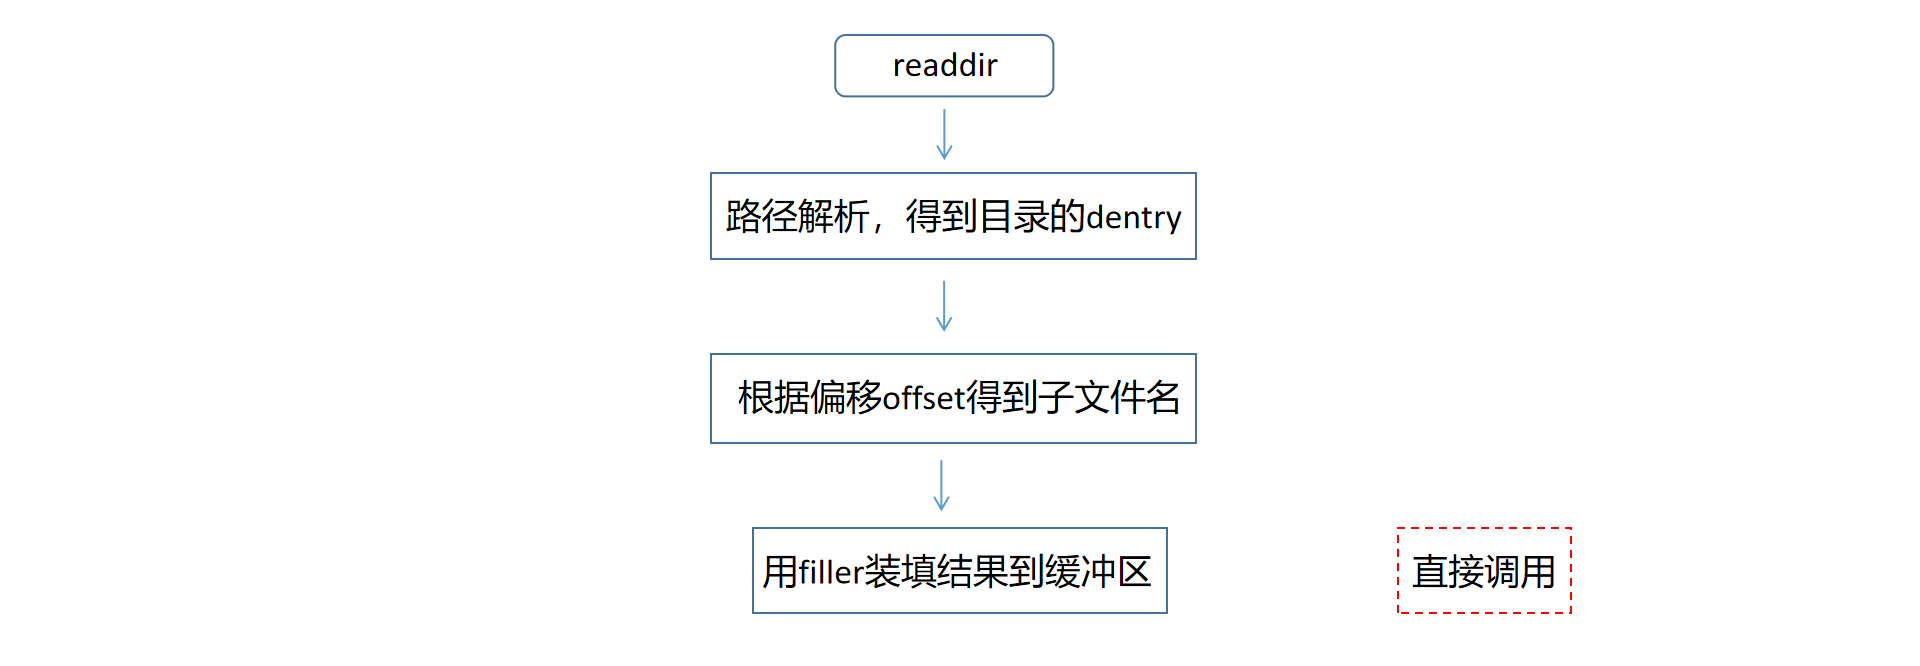 readdir
路径解析，得到目录的dentry
根据偏移offset得到子文件名
用filler装填结果到缓冲区
直接调用